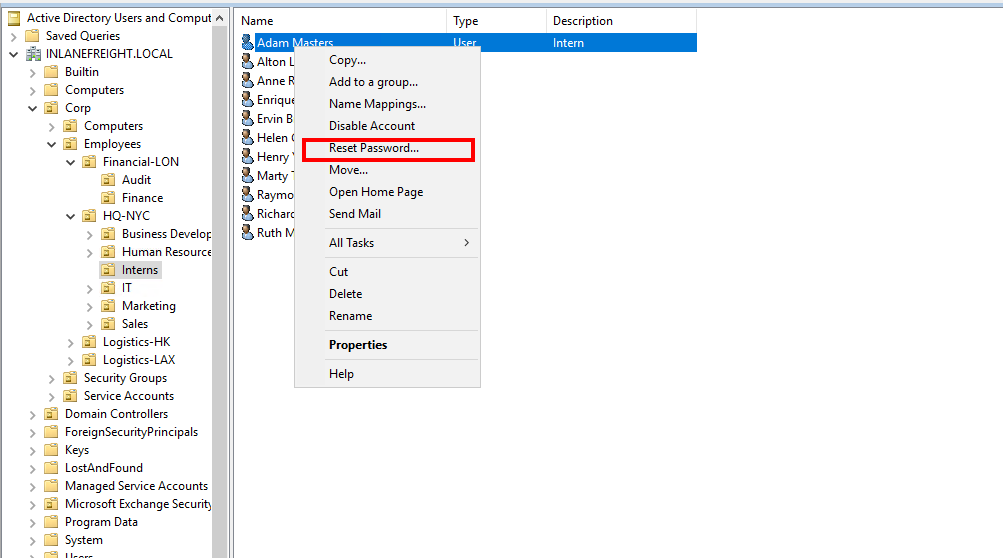 Active Directory Users and Comput
Saved Queries
INLANEFREIGHT.LOCAL
Builtin
Computers
Corp
Computers
Employees
Financial-LON
Audit
Finance
HQ-NYC
Business Develop
Human Resource
Interns
IT
Marketing
Sales
Logistics-HK
Logistics-LAX
Security Groups
Service Accounts
Domain Controllers
ForeignSecurityPrincipals
Keys
LostAndFound
Managed Service Accounts
Microsoft Exchange Security
Program Data
System
Users
Name Type Description
Adam Masters User Intern
Alton L
Anne R
Enrique
Ervin B
Helen
Henry
Marty
Raymo
Richard
Ruth M
Copy...
Add to a group...
Name Mappings...
Disable Account
Reset Password...
Move...
Open Home Page
Send Mail
All Tasks
Cut
Delete
Rename
Properties
Help